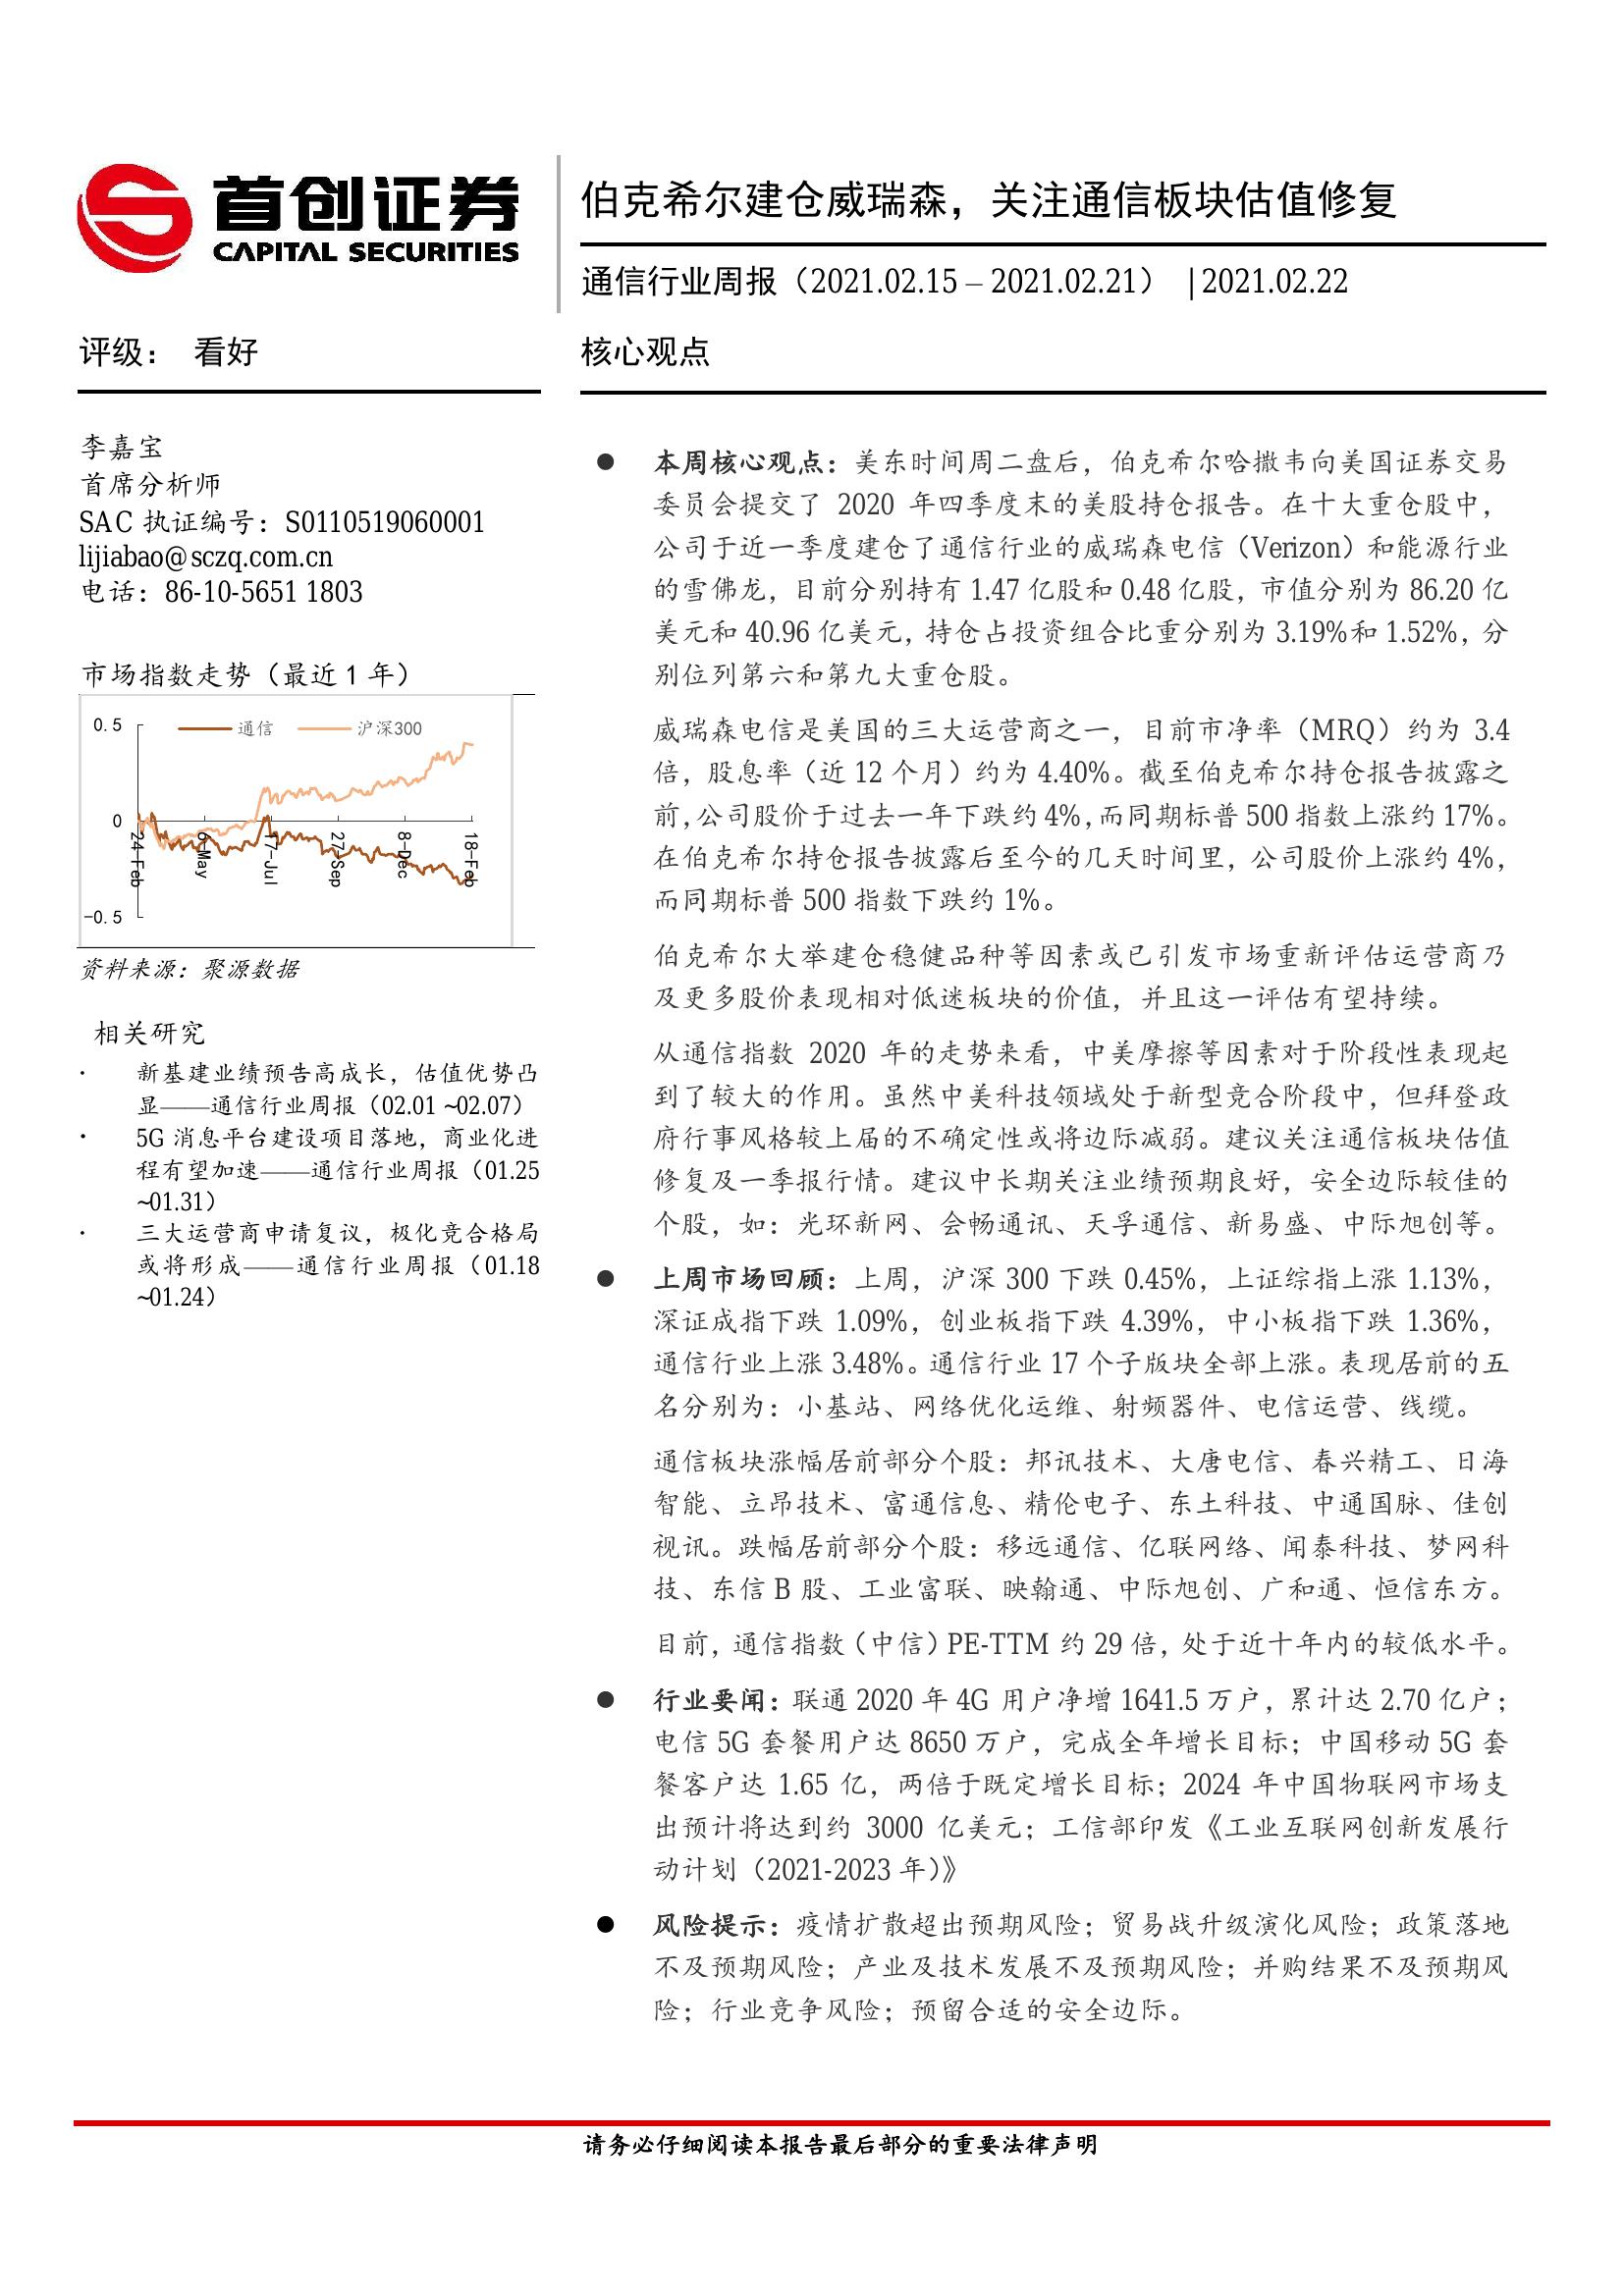 首创证券
CAPITAL SECURITIES
伯克希尔建仓威瑞森，关注通信板块估值修复
通信行业周报（2021.02.15 – 2021.02.21） | 2021.02.22
评级： 看好
核心观点
李嘉宝
首席分析师
SAC 执证编号：S0110519060001
lijiabao@sczq.com.cn
电话：86-10-5651 1803
市场指数走势（最近 1 年）
通信 沪深300
0.5
0
-0.5
24-Feb 6-May 17-Jul 27-Sep 8-Dec 18-Feb
资料来源：聚源数据
相关研究
· 新基建业绩预告高成长，估值优势凸
显——通信行业周报（02.01 ~02.07）
· 5G 消息平台建设项目落地，商业化进
程有望加速——通信行业周报（01.25
~01.31）
· 三大运营商申请复议，极化竞合格局
或将形成——通信行业周报（01.18
~01.24）
● 本周核心观点：美东时间周二盘后，伯克希尔哈撒韦向美国证券交易
委员会提交了 2020 年四季度末的美股持仓报告。在十大重仓股中，
公司于近一季度建仓了通信行业的威瑞森电信（Verizon）和能源行业
的雪佛龙，目前分别持有 1.47 亿股和 0.48 亿股，市值分别为 86.20 亿
美元和 40.96 亿美元，持仓占投资组合比重分别为 3.19%和 1.52%，分
别位列第六和第九大重仓股。
威瑞森电信是美国的三大运营商之一，目前市净率（MRQ）约为 3.4
倍，股息率（近 12 个月）约为 4.40%。截至伯克希尔持仓报告披露之
前，公司股价于过去一年下跌约 4%，而同期标普 500 指数上涨约 17%。
在伯克希尔持仓报告披露后至今的几天时间里，公司股价上涨约 4%，
而同期标普 500 指数下跌约 1%。
伯克希尔大举建仓稳健品种等因素或已引发市场重新评估运营商乃
及更多股价表现相对低迷板块的价值，并且这一评估有望持续。
从通信指数 2020 年的走势来看，中美摩擦等因素对于阶段性表现起
到了较大的作用。虽然中美科技领域处于新型竞合阶段中，但拜登政
府行事风格较上届的不确定性或将边际减弱。建议关注通信板块估值
修复及一季报行情。建议中长期关注业绩预期良好，安全边际较佳的
个股，如：光环新网、会畅通讯、天孚通信、新易盛、中际旭创等。
● 上周市场回顾：上周，沪深 300 下跌 0.45%，上证综指上涨 1.13%，
深证成指下跌 1.09%，创业板指下跌 4.39%，中小板指下跌 1.36%，
通信行业上涨 3.48%。通信行业 17 个子版块全部上涨。表现居前的五
名分别为：小基站、网络优化运维、射频器件、电信运营、线缆。
通信板块涨幅居前部分个股：邦讯技术、大唐电信、春兴精工、日海
智能、立昂技术、富通信息、精伦电子、东土科技、中通国脉、佳创
视讯。跌幅居前部分个股：移远通信、亿联网络、闻泰科技、梦网科
技、东信 B 股、工业富联、映翰通、中际旭创、广和通、恒信东方。
目前，通信指数（中信）PE-TTM 约 29 倍，处于近十年内的较低水平。
● 行业要闻：联通 2020 年 4G 用户净增 1641.5 万户，累计达 2.70 亿户；
电信 5G 套餐用户达 8650 万户，完成全年增长目标；中国移动 5G 套
餐客户达 1.65 亿，两倍于既定增长目标；2024 年中国物联网市场支
出预计将达到约 3000 亿美元；工信部印发《工业互联网创新发展行
动计划（2021-2023 年）》
● 风险提示：疫情扩散超出预期风险；贸易战升级演化风险；政策落地
不及预期风险；产业及技术发展不及预期风险；并购结果不及预期风
险；行业竞争风险；预留合适的安全边际。
请务必仔细阅读本报告最后部分的重要法律声明